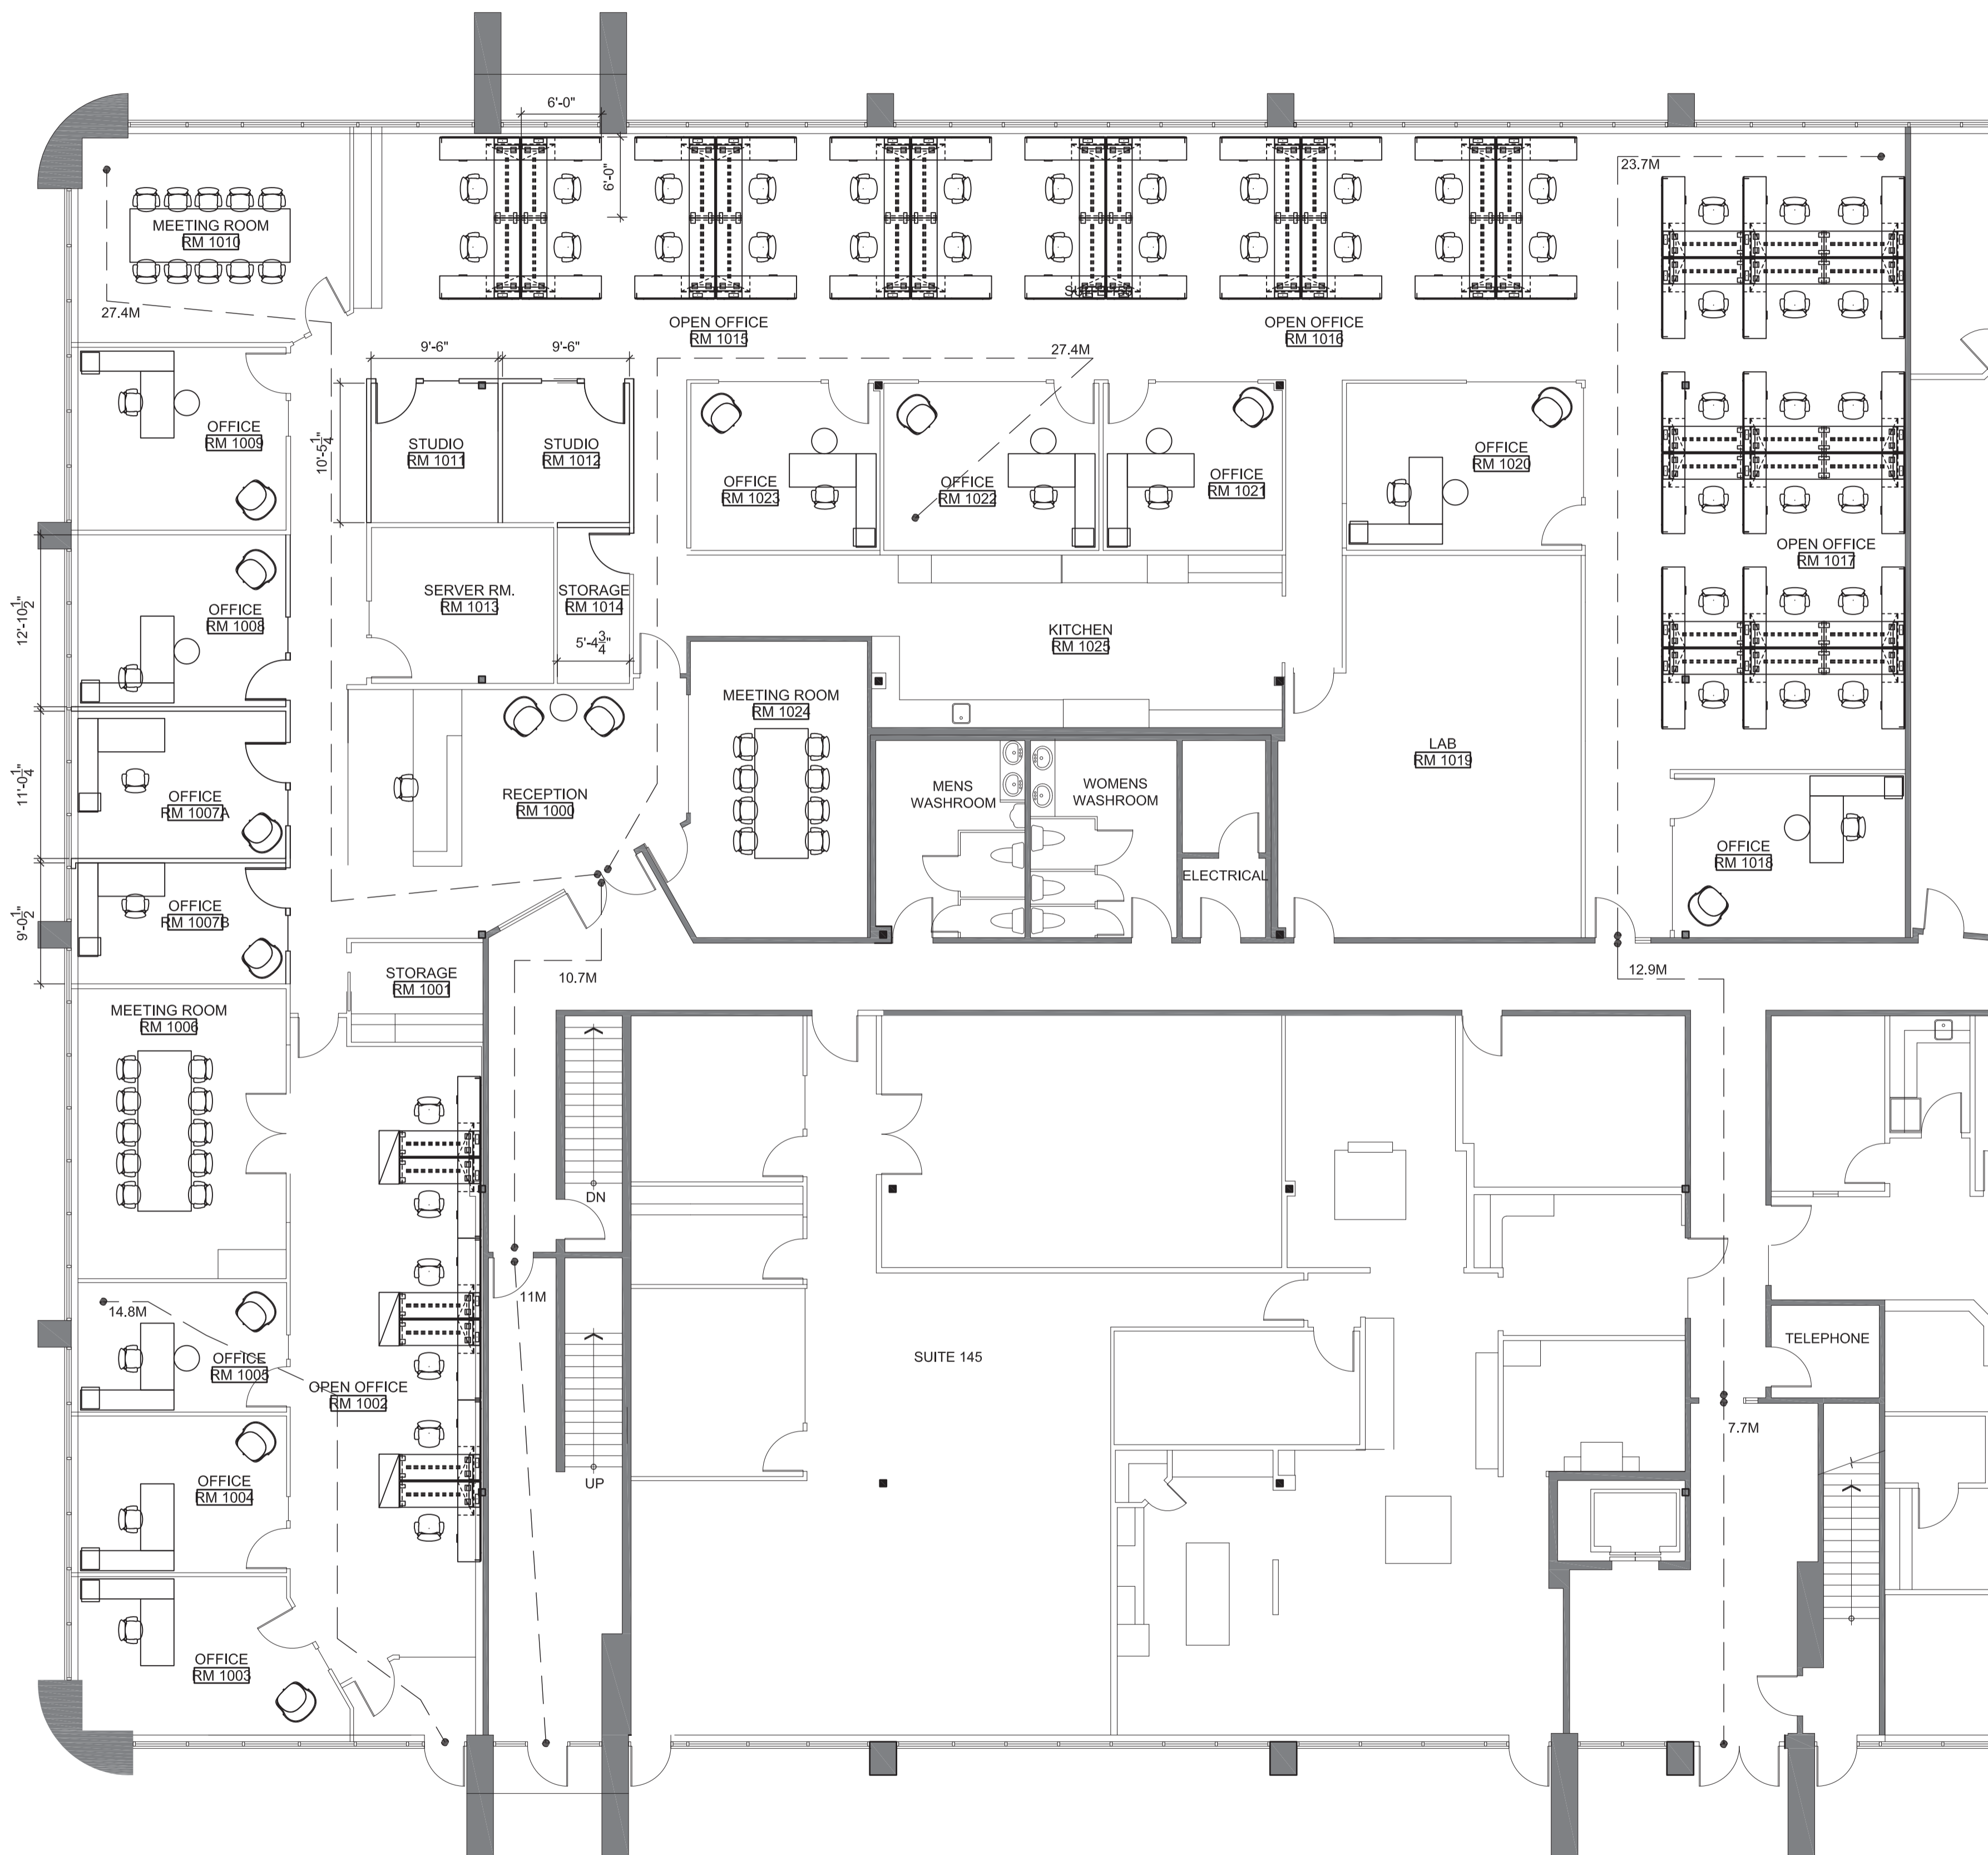 6'-0"
6'-0"
23.7M
MEETING ROOM
RM 1010
27.4M
OPEN OFFICE
RM 1015
OPEN OFFICE
RM 1016
9'-6"
9'-6"
27.4M
10'-5 1/4"
OFFICE
RM 1009
STUDIO
RM 1011
STUDIO
RM 1012
OFFICE
RM 1023
OFFICE
RM 1022
OFFICE
RM 1021
OFFICE
RM 1020
OPEN OFFICE
RM 1017
12'-10 1/2"
OFFICE
RM 1008
SERVER RM.
RM 1013
STORAGE
RM 1014
5'-4 3/4"
KITCHEN
RM 1025
MEETING ROOM
RM 1024
LAB
RM 1019
11'-0 1/4"
OFFICE
RM 1007A
RECEPTION
RM 1000
MENS
WASHROOM
WOMENS
WASHROOM
ELECTRICAL
OFFICE
RM 1018
9'-0 1/2"
OFFICE
RM 1007B
STORAGE
RM 1001
10.7M
12.9M
MEETING ROOM
RM 1006
DN
11M
14.8M
OFFICE
RM 1005
OPEN OFFICE
RM 1002
SUITE 145
TELEPHONE
7.7M
UP
OFFICE
RM 1004
OFFICE
RM 1003